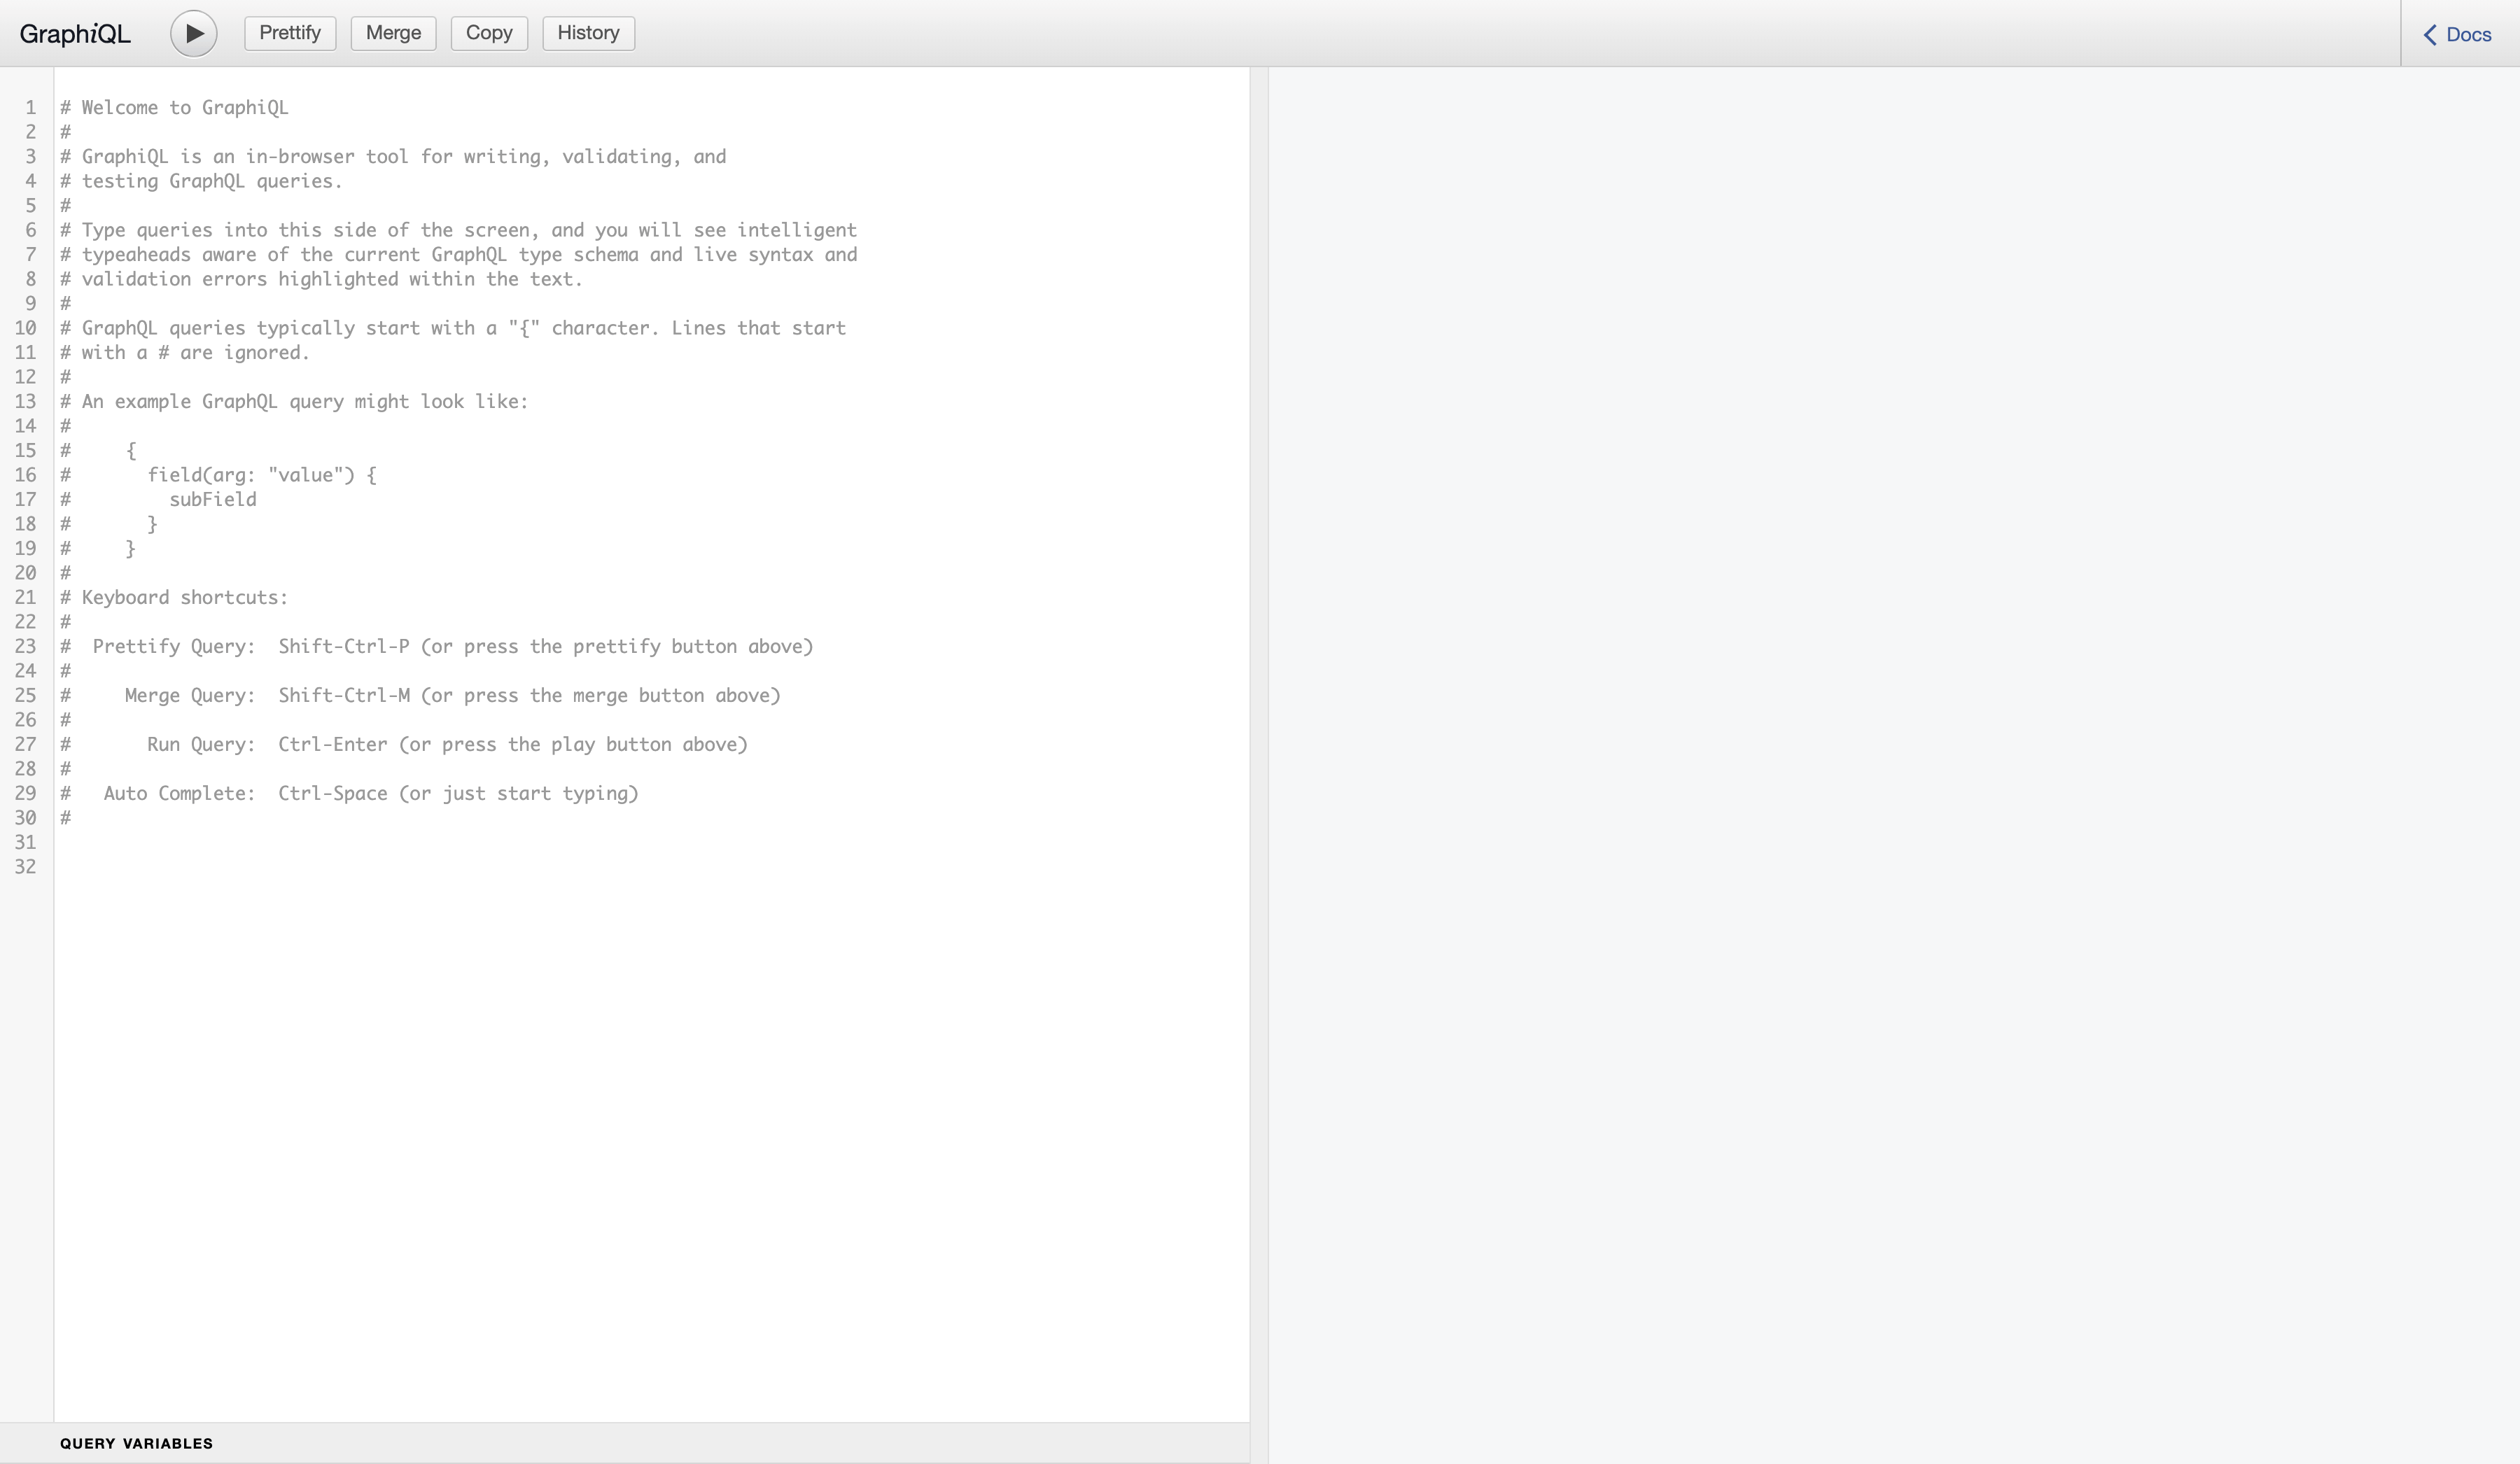 GraphiQL
Prettify
Merge
Copy
History
Docs
1 # Welcome to GraphiQL
2 #
3 # GraphiQL is an in-browser tool for writing, validating, and
4 # testing GraphQL queries.
5 #
6 # Type queries into this side of the screen, and you will see intelligent
7 # typeaheads aware of the current GraphQL type schema and live syntax and
8 # validation errors highlighted within the text.
9 #
10 # GraphQL queries typically start with a "{" character. Lines that start
11 # with a # are ignored.
12 #
13 # An example GraphQL query might look like:
14 #
15 #     {
16 #       field(arg: "value") {
17 #         subField
18 #       }
19 #     }
20 #
21 # Keyboard shortcuts:
22 #
23 #  Prettify Query:  Shift-Ctrl-P (or press the prettify button above)
24 #
25 #     Merge Query:  Shift-Ctrl-M (or press the merge button above)
26 #
27 #       Run Query:  Ctrl-Enter (or press the play button above)
28 #
29 #   Auto Complete:  Ctrl-Space (or just start typing)
30 #
31
32
QUERY VARIABLES